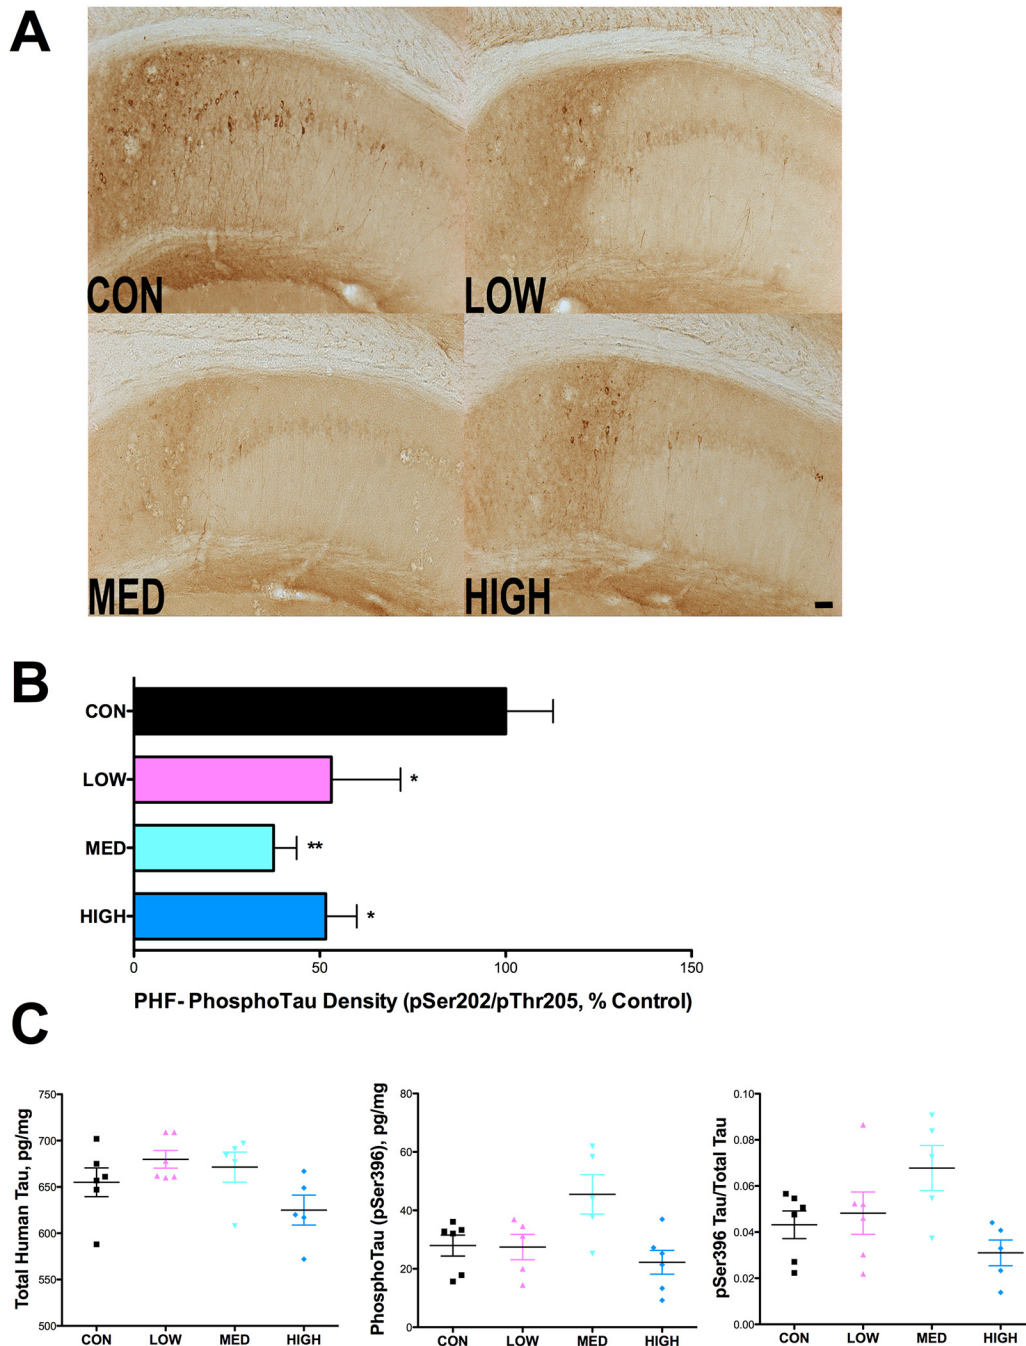 A
CON
LOW
MED
HIGH
B
CON
LOW
MED
HIGH
*
**
*
0
50
100
150
PHF- PhosphoTau Density (pSer202/pThr205, % Control)
C
Total Human Tau, pg/mg
750
700
650
600
550
500
CON LOW MED HIGH
PhosphoTau (pSer396), pg/mg
80
60
40
20
0
CON LOW MED HIGH
pSer396 Tau/Total Tau
0.10
0.08
0.06
0.04
0.02
0.00
CON LOW MED HIGH